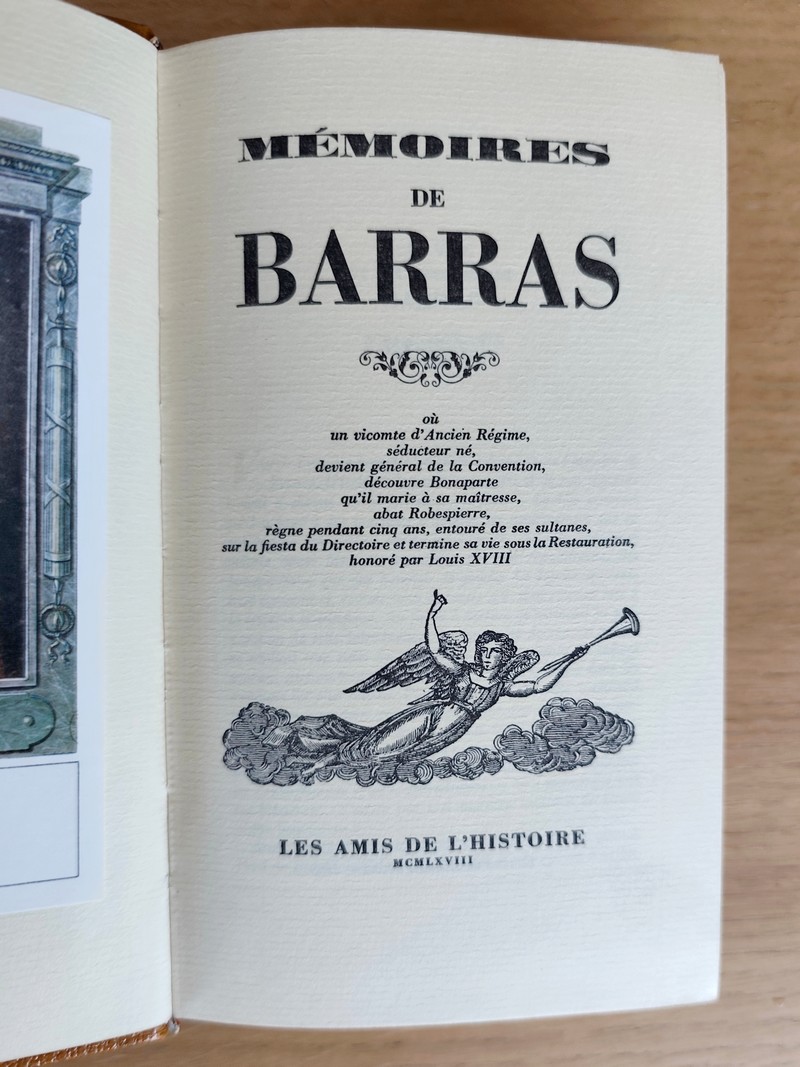 MÉMOIRES
DE
BARRAS
où
un vicomte d'Ancien Régime,
séducteur né,
devient général de la Convention,
découvre Bonaparte
qu'il marie à sa maîtresse,
abat Robespierre,
règne pendant cinq ans, entouré de ses sultanes,
sur la fiesta du Directoire et termine sa vie sous la Restauration,
honoré par Louis XVIII
LES AMIS DE L'HISTOIRE
MCMLXVIII